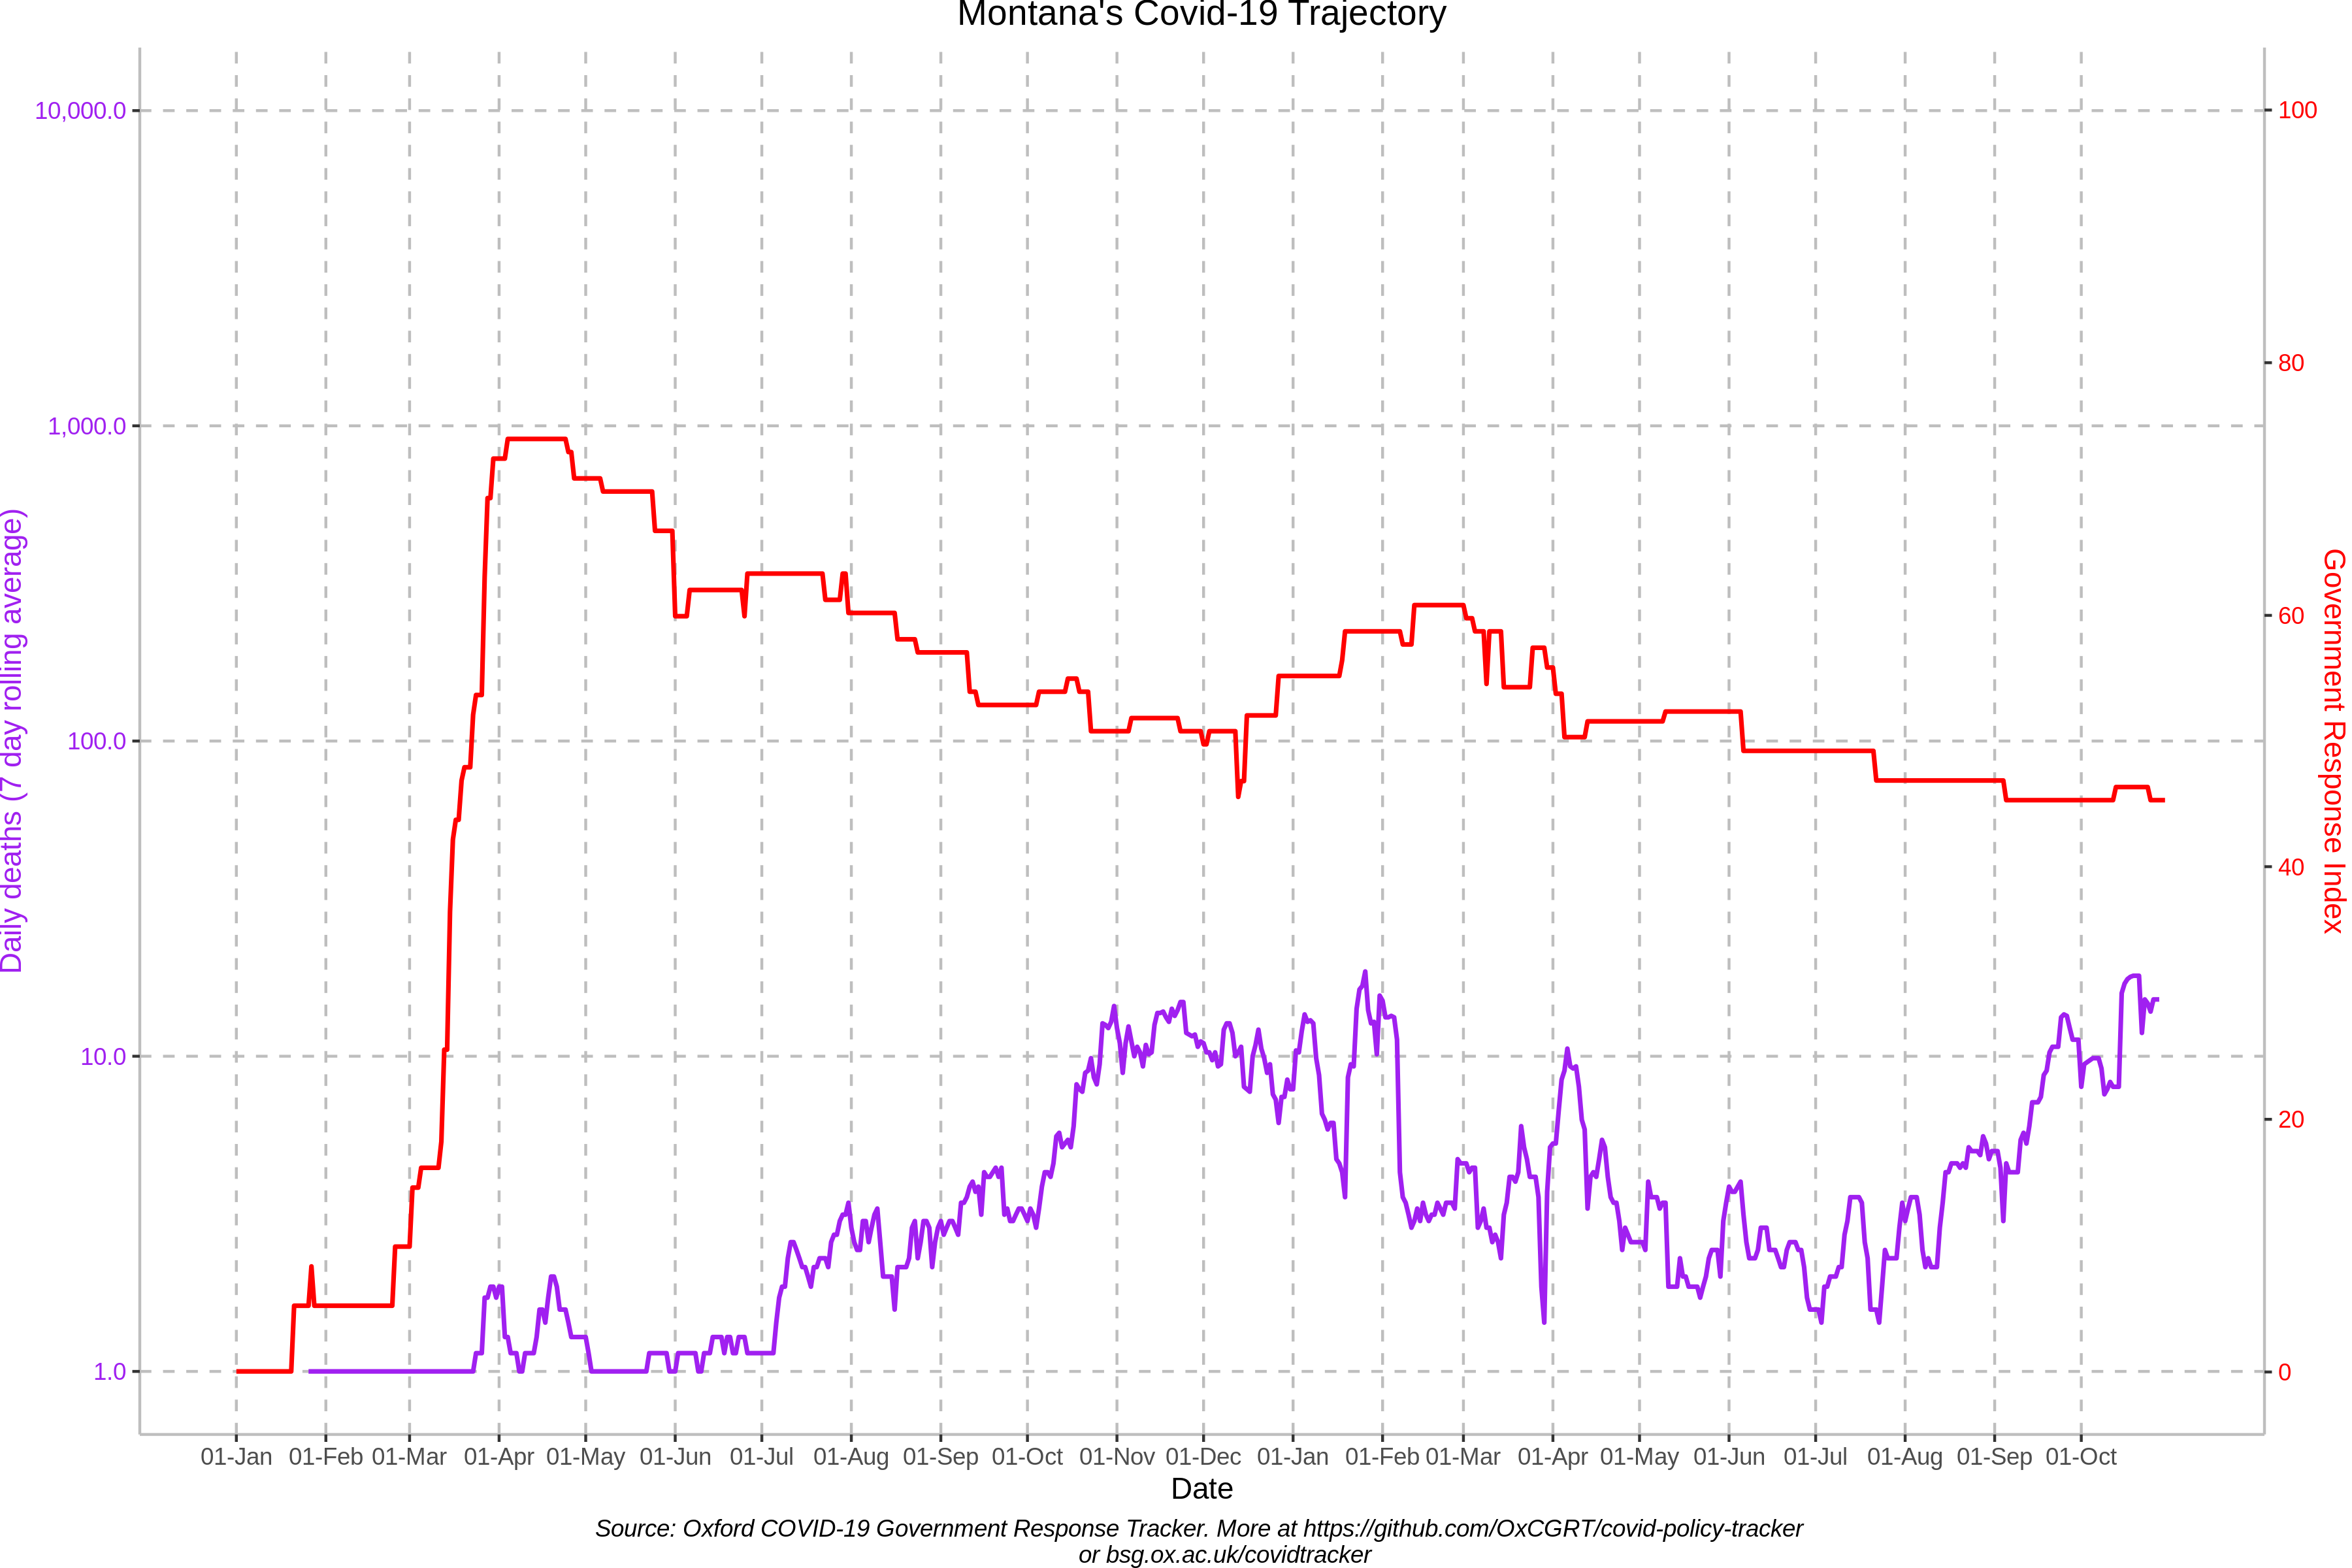 Montana's Covid-19 Trajectory
10,000.0
1,000.0
100.0
10.0
1.0
Daily deaths (7 day rolling average)
100
80
60
40
20
0
Government Response Index
01-Jan 01-Feb 01-Mar 01-Apr 01-May 01-Jun 01-Jul 01-Aug 01-Sep 01-Oct 01-Nov 01-Dec 01-Jan 01-Feb 01-Mar 01-Apr 01-May 01-Jun 01-Jul 01-Aug 01-Sep 01-Oct
Date
Source: Oxford COVID-19 Government Response Tracker. More at https://github.com/OxCGRT/covid-policy-tracker
or bsg.ox.ac.uk/covidtracker